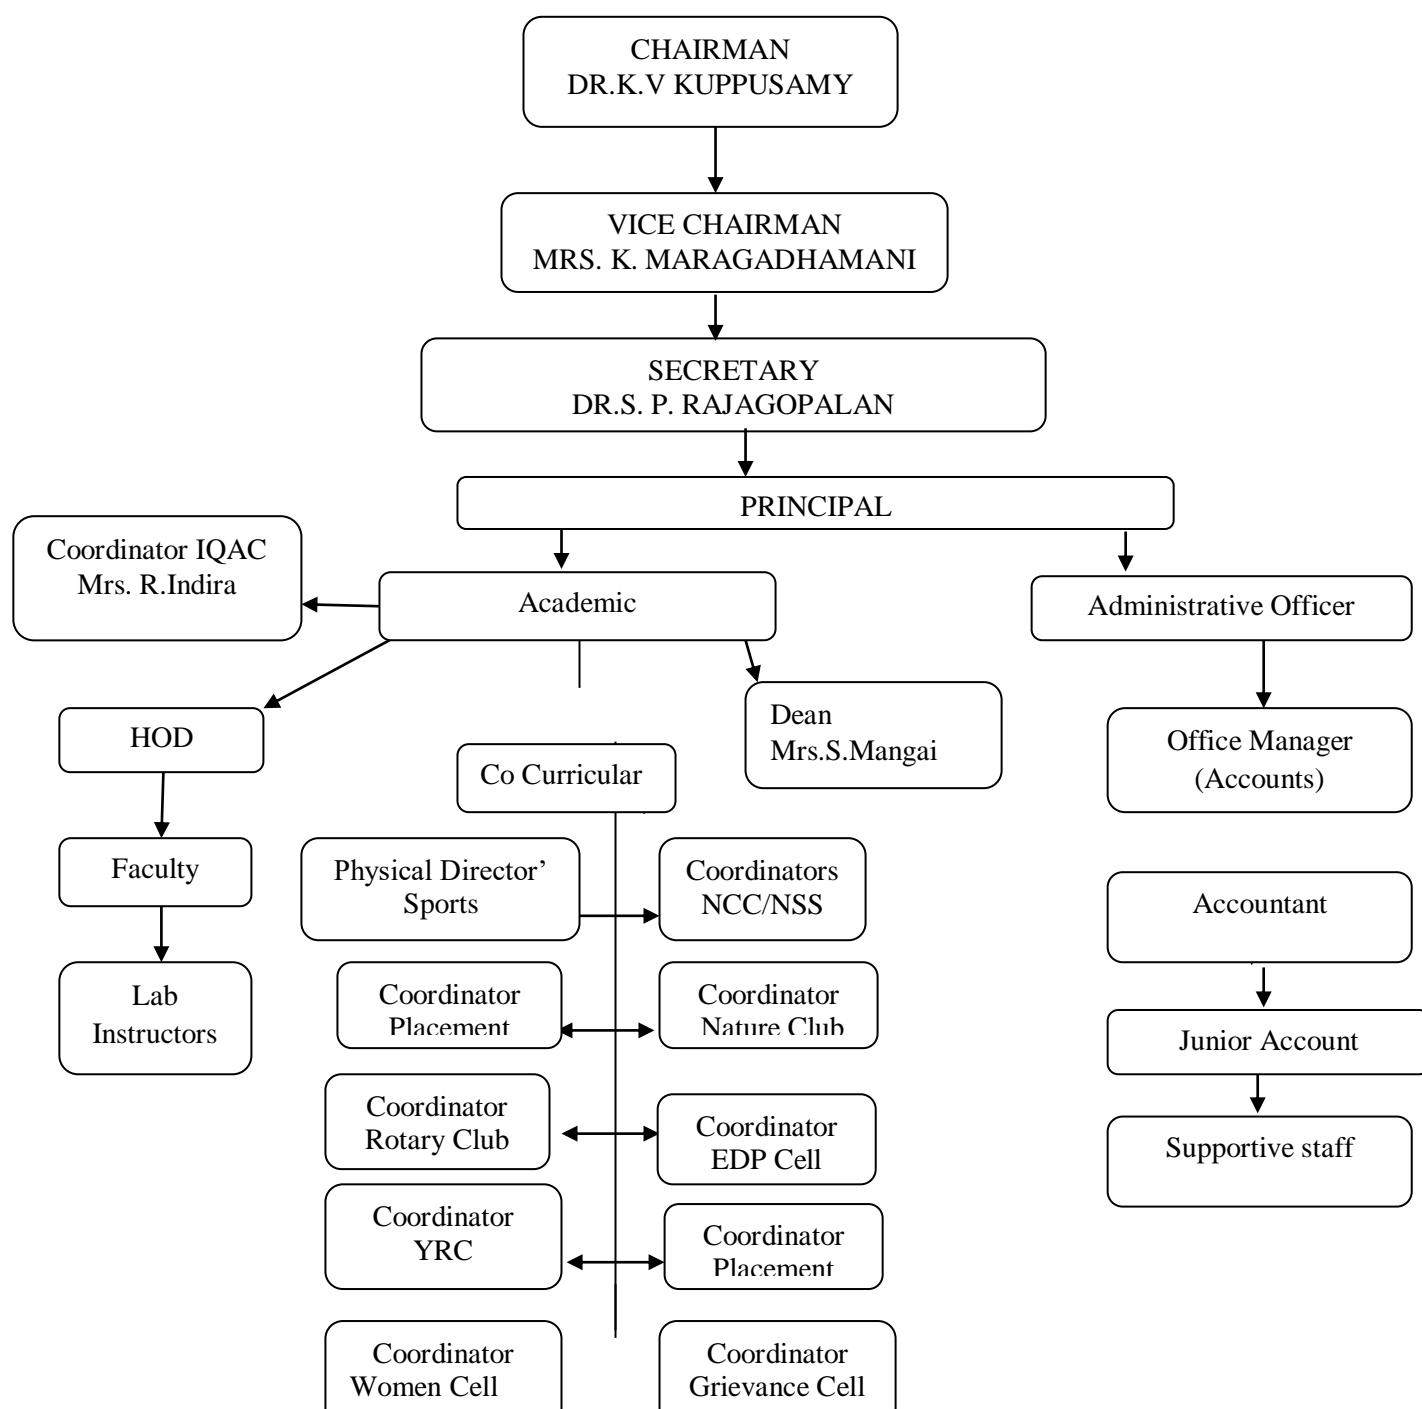 CHAIRMAN
DR.K.V KUPPUSAMY
VICE CHAIRMAN
MRS. K. MARAGADHAMANI
SECRETARY
DR.S. P. RAJAGOPALAN
PRINCIPAL
Coordinator IQAC
Mrs. R.Indira
Academic
Administrative Officer
HOD
Dean
Mrs.S.Mangai
Office Manager
(Accounts)
Co Curricular
Faculty
Physical Director’
Sports
Coordinators
NCC/NSS
Accountant
Lab
Instructors
Coordinator
Placement
Coordinator
Nature Club
Junior Account
Coordinator
Rotary Club
Coordinator
EDP Cell
Supportive staff
Coordinator
YRC
Coordinator
Placement
Coordinator
Women Cell
Coordinator
Grievance Cell